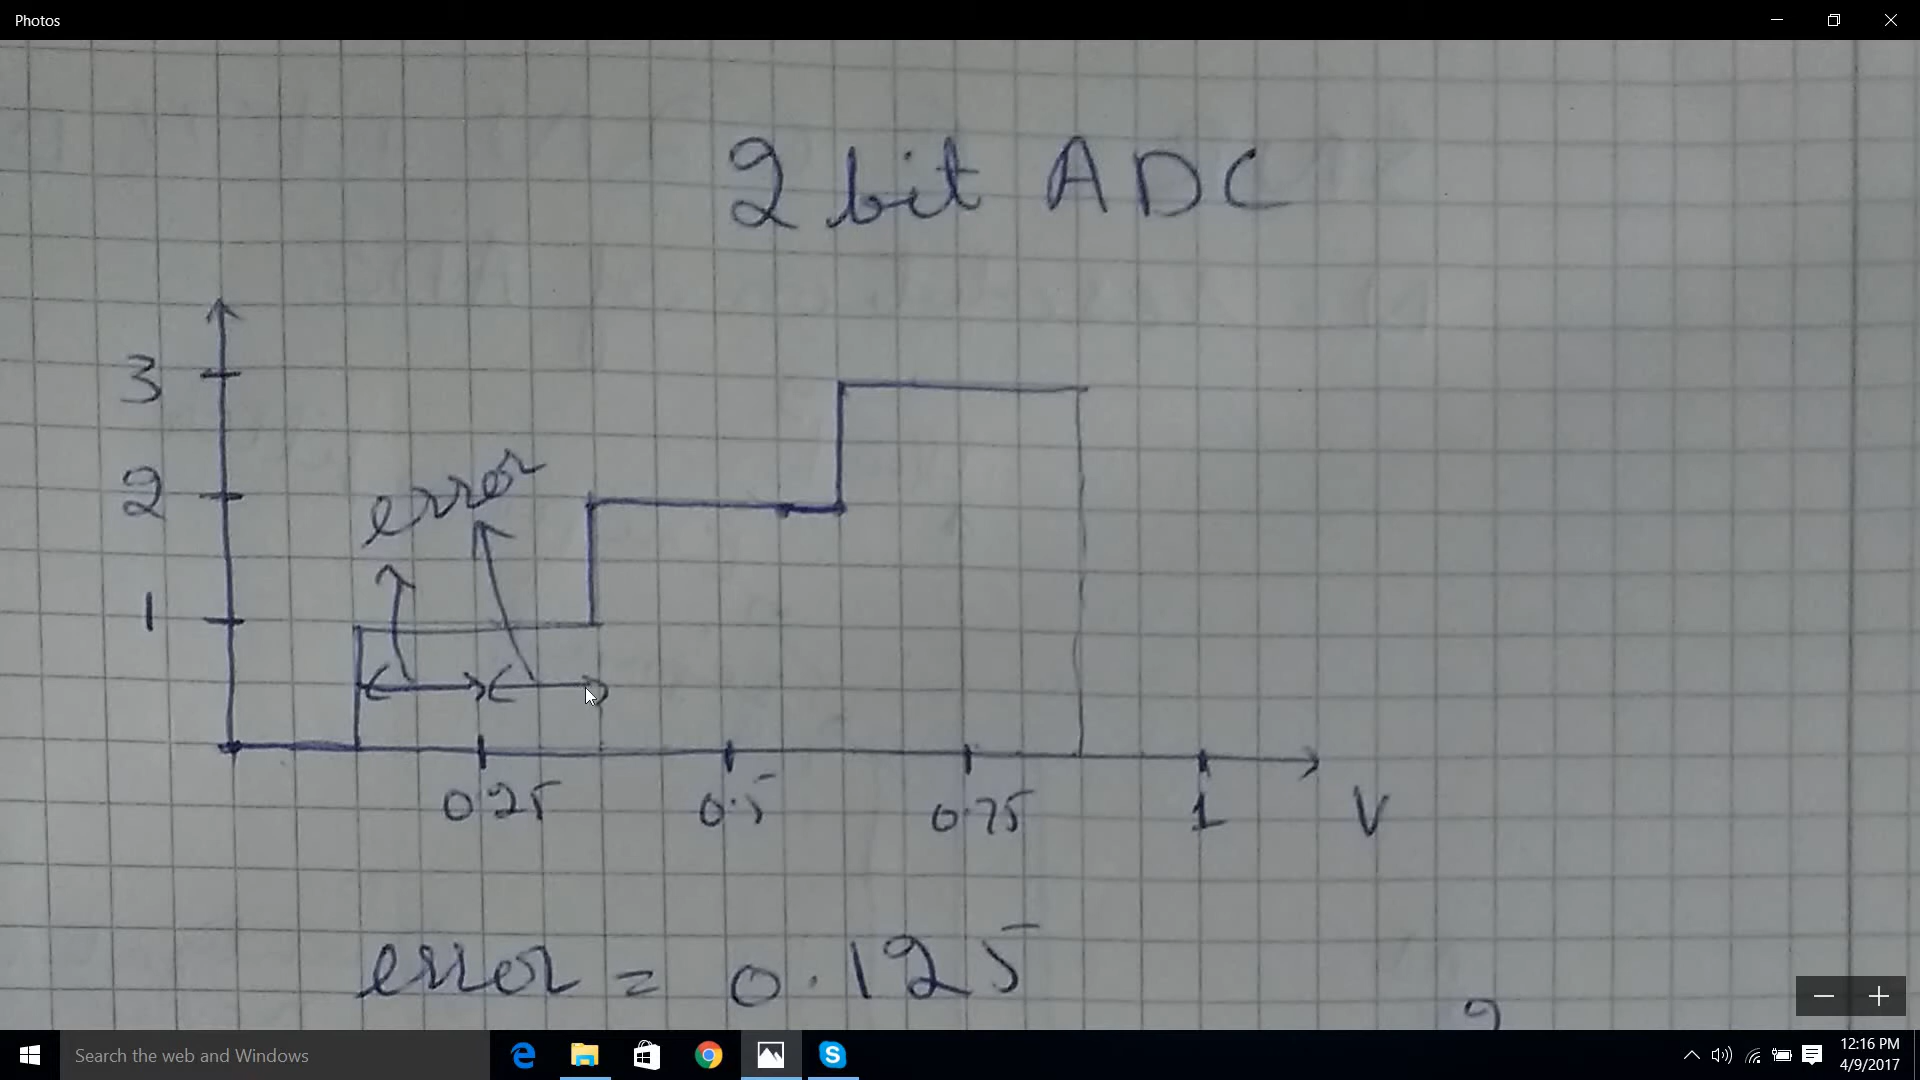 Photos
2 bit ADC
3
2
error
1
0.25 0.5 0.75 1 V
error = 0.125
Search the web and Windows
12:16 PM
4/9/2017